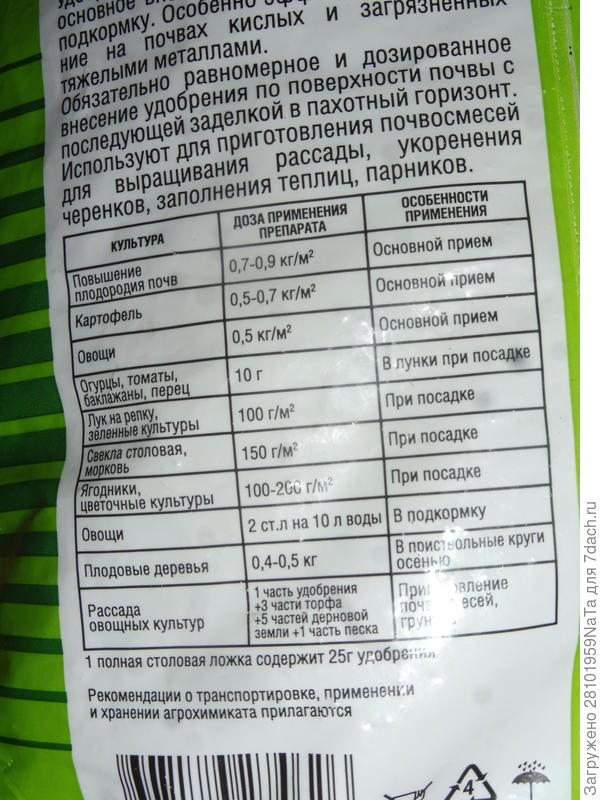 основное
подкормку. Особенно
ние на почвах кислых и загрязненных
тяжелыми металлами.
Обязательно равномерное и дозированное
внесение удобрения по поверхности почвы с
последующей заделкой в пахотный горизонт.
Используют для приготовления почвосмесей
для выращивания рассады, укоренения
черенков, заполнения теплиц, парников.
КУЛЬТУРА
ДОЗА ПРИМЕНЕНИЯ
ПРЕПАРАТА
ОСОБЕННОСТИ
ПРИМЕНЕНИЯ
Повышение
плодородия почв
0,7-0,9 кг/м²
Основной прием
Картофель
0,5-0,7 кг/м²
Основной прием
Овощи
0,5 кг/м²
Основной прием
Огурцы, томаты,
баклажаны, перец
10 г
В лунки при посадке
Лук на репку,
зеленные культуры
100 г/м²
При посадке
Свекла столовая,
морковь
150 г/м²
При посадке
Ягодники,
цветочные культуры
100-200 г/м²
При посадке
Овощи
2 ст.л на 10 л воды
В подкормку
Плодовые деревья
0,4-0,5 кг
В приствольные круги
осенью
Рассада
овощных культур
1 часть удобрения
+3 части торфа
+5 частей дерновой
земли +1 часть песка
1 полная столовая ложка содержит 25г удобрения
Рекомендации о транспортировке, применении
и хранении агрохимиката прилагаются
4
Загружено 28101959NaTa для 7dach.ru